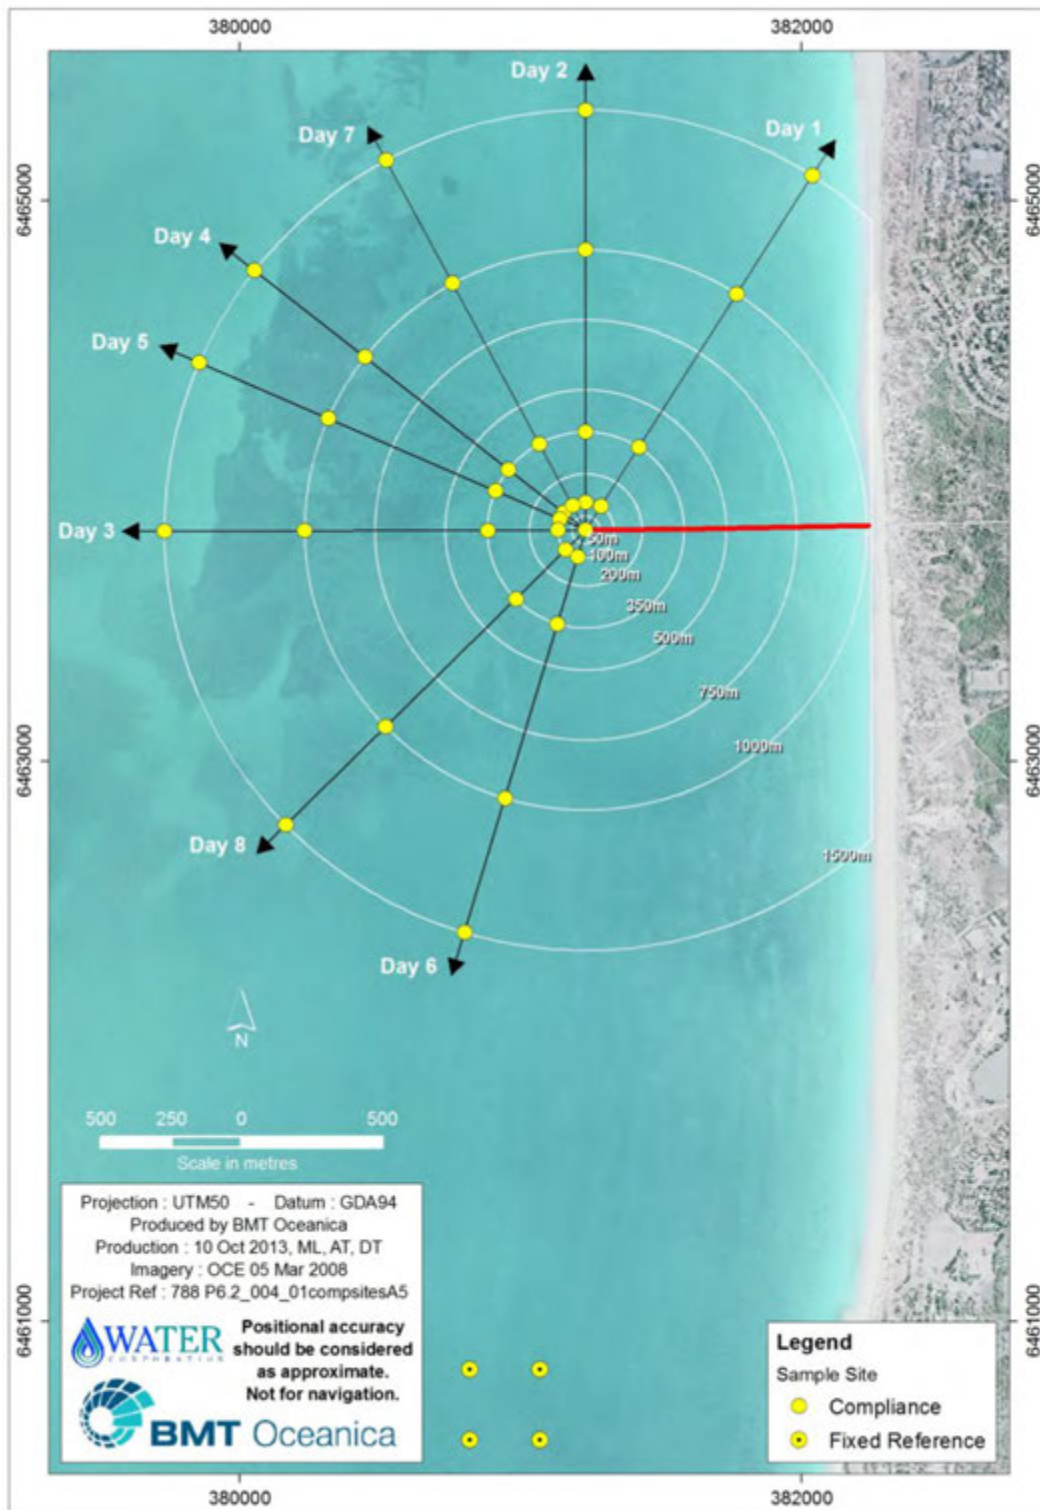 380000
382000
Day 2
Day 7
Day 1
6465000
6465000
Day 4
Day 5
Day 3
50m
100m
200m
350m
500m
750m
1000m
6463000
6463000
Day 8
1500m
Day 6
N
500 250 0 500
Scale in metres
Projection : UTM50 - Datum : GDA94
Produced by BMT Oceanica
Production : 10 Oct 2013, ML, AT, DT
Imagery : OCE 05 Mar 2008
Project Ref : 788 P6.2_004_01compsitesA5
WATER
CORPORATION
Positional accuracy
should be considered
as approximate.
Not for navigation.
BMT Oceanica
6461000
6461000
Legend
Sample Site
Compliance
Fixed Reference
380000
382000